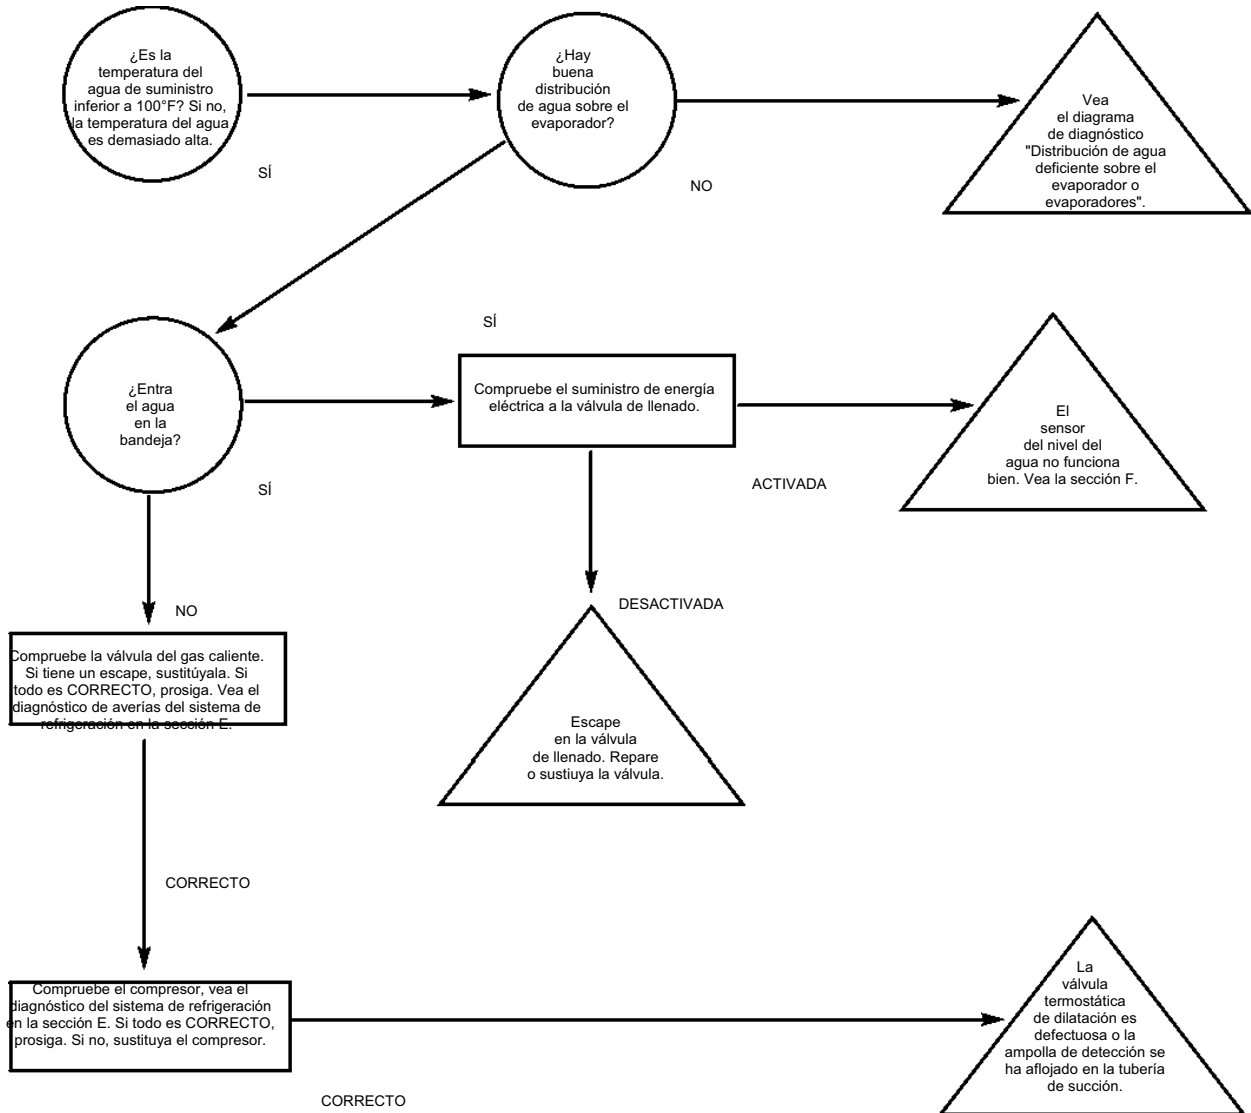 ¿Es la
temperatura del
agua de suministro
inferior a 100°F? Si no,
la temperatura del agua
es demasiado alta.
SÍ
¿Hay
buena
distribución
de agua sobre el
evaporador?
NO
Vea
el diagrama
de diagnóstico
"Distribución de agua
deficiente sobre el
evaporador o
evaporadores".
SÍ
¿Entra
el agua
en la
bandeja?
SÍ
Compruebe el suministro de energía
eléctrica a la válvula de llenado.
ACTIVADA
El
sensor
del nivel del
agua no funciona
bien. Vea la sección F.
NO
DESACTIVADA
Compruebe la válvula del gas caliente.
Si tiene un escape, sustitúyala. Si
todo es CORRECTO, prosiga. Vea el
diagnóstico de averías del sistema de
refrigeración en la sección E.
Escape
en la válvula
de llenado. Repare
o sustiuya la válvula.
CORRECTO
Compruebe el compresor, vea el
diagnóstico del sistema de refrigeración
en la sección E. Si todo es CORRECTO,
prosiga. Si no, sustituya el compresor.
CORRECTO
La
válvula
termostática
de dilatación es
defectuosa o la
ampolla de detección se
ha aflojado en la tubería
de succión.